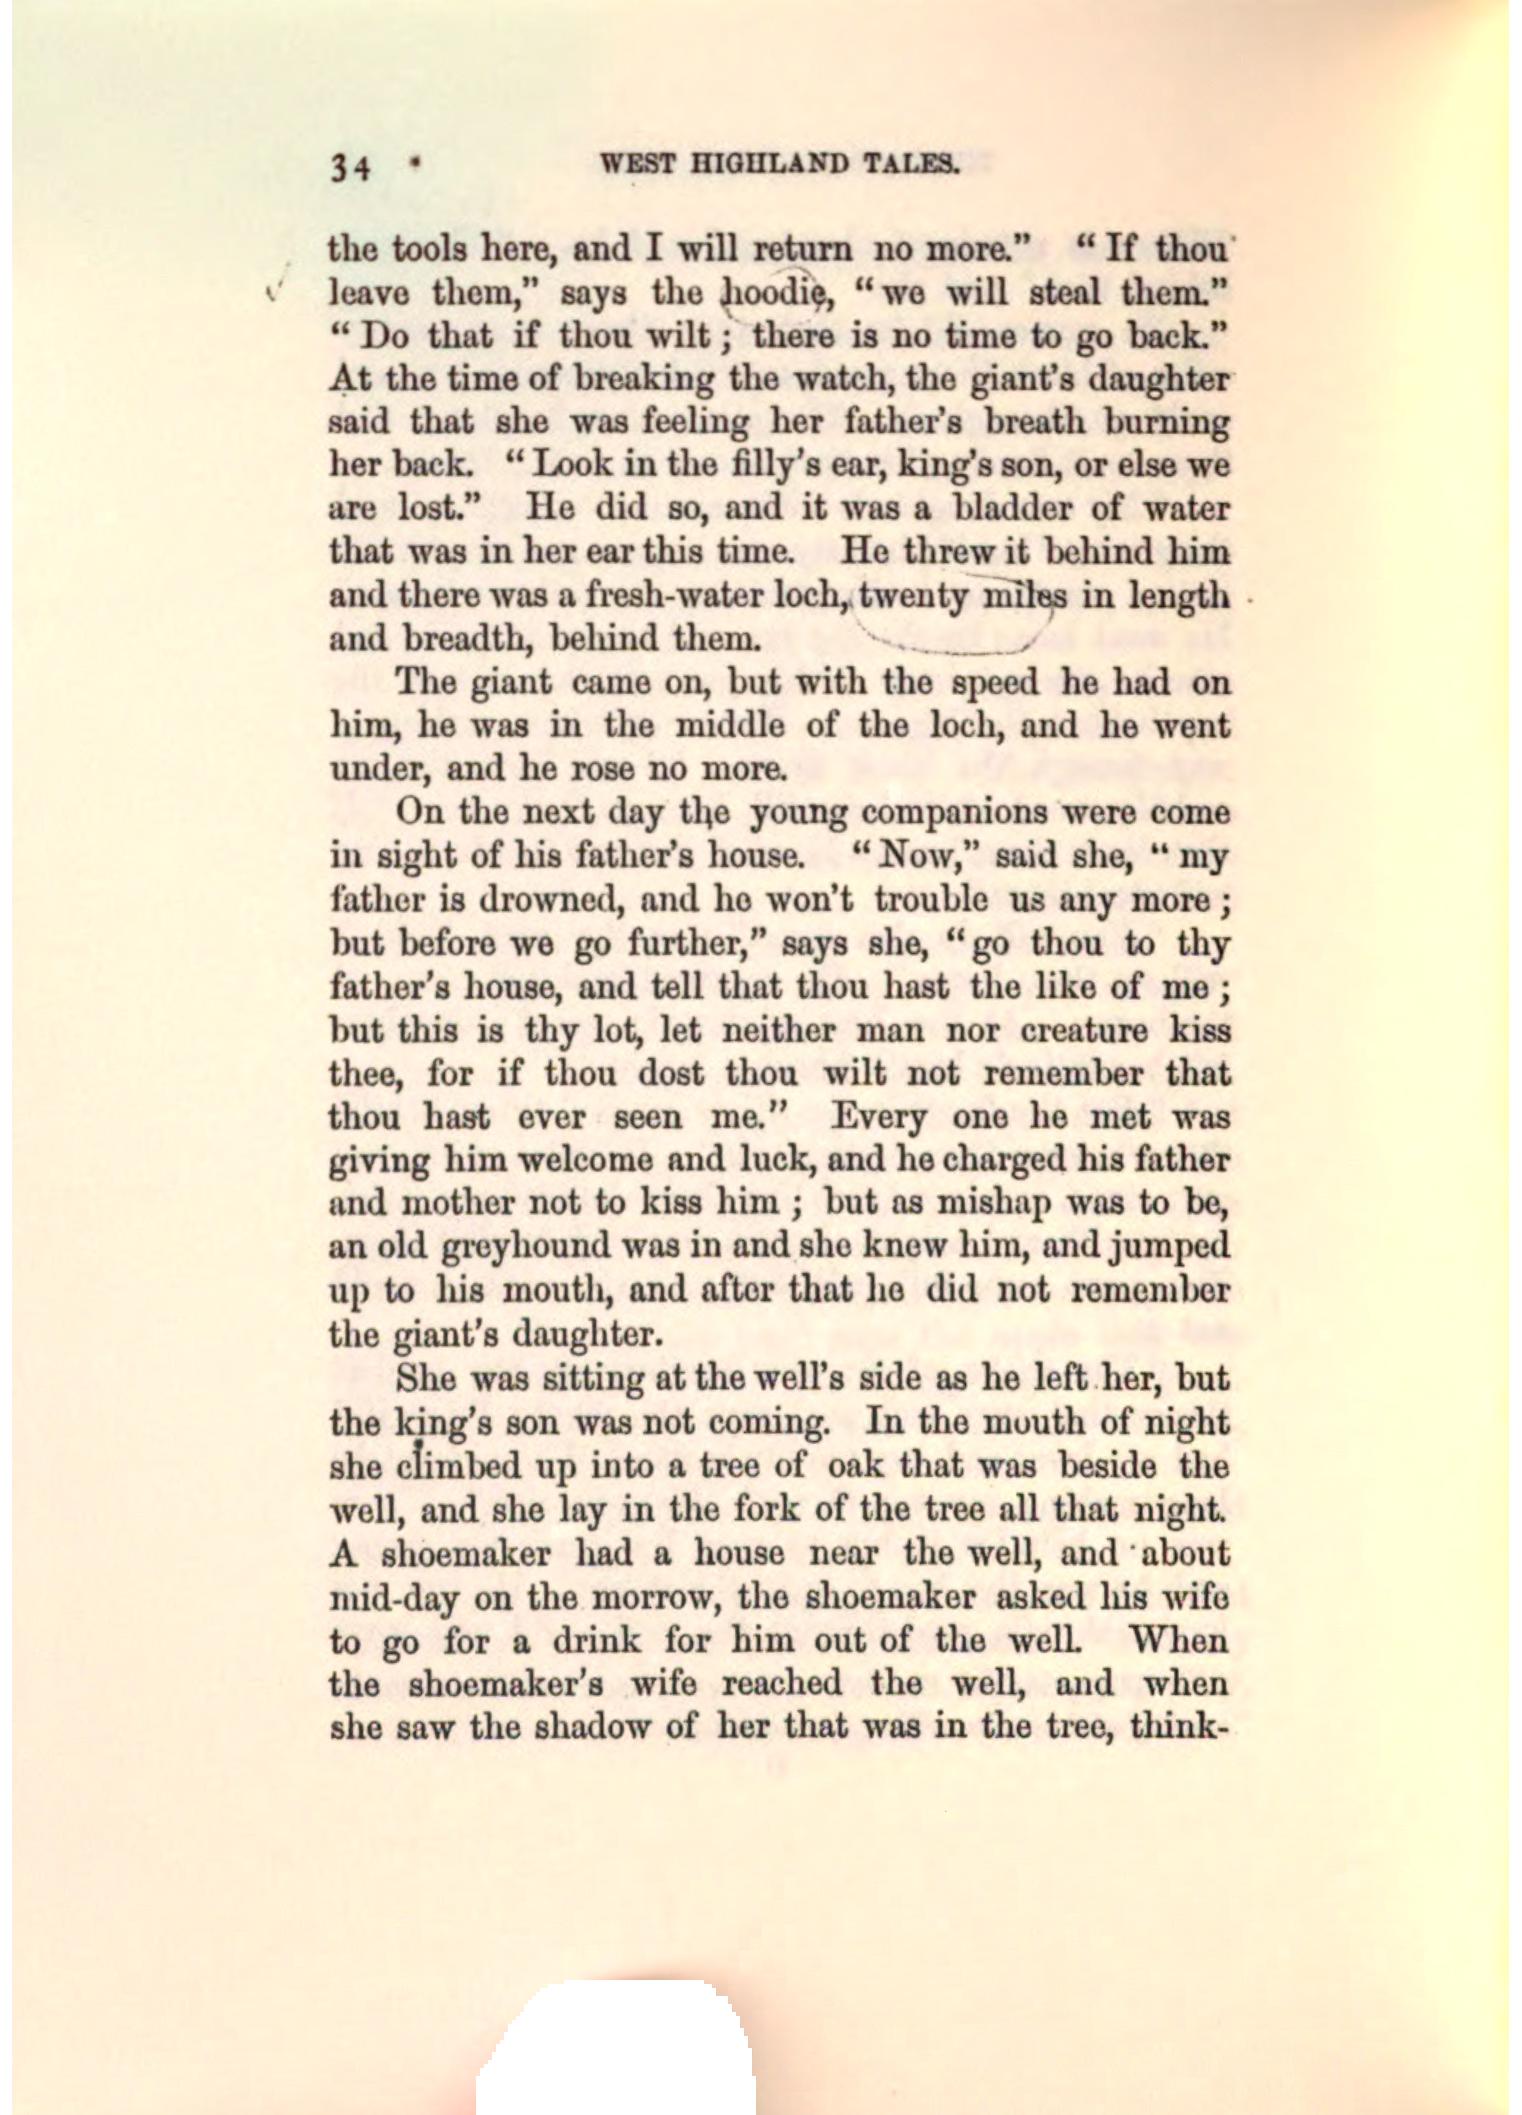 34 WEST HIGHLAND TALES.
the tools here, and I will return no more." "If thou
leave them," says the hoodie, "we will steal them."
"Do that if thou wilt; there is no time to go back."
At the time of breaking the watch, the giant's daughter
said that she was feeling her father's breath burning
her back. "Look in the filly's ear, king's son, or else we
are lost." He did so, and it was a bladder of water
that was in her ear this time. He threw it behind him
and there was a fresh-water loch, twenty miles in length
and breadth, behind them.
The giant came on, but with the speed he had on
him, he was in the middle of the loch, and he went
under, and he rose no more.
On the next day the young companions were come
in sight of his father's house. "Now," said she, "my
father is drowned, and he won't trouble us any more;
but before we go further," says she, "go thou to thy
father's house, and tell that thou hast the like of me;
but this is thy lot, let neither man nor creature kiss
thee, for if thou dost thou wilt not remember that
thou hast ever seen me." Every one he met was
giving him welcome and luck, and he charged his father
and mother not to kiss him; but as mishap was to be,
an old greyhound was in and she knew him, and jumped
up to his mouth, and after that he did not remember
the giant's daughter.
She was sitting at the well's side as he left her, but
the king's son was not coming. In the mouth of night
she climbed up into a tree of oak that was beside the
well, and she lay in the fork of the tree all that night.
A shoemaker had a house near the well, and about
mid-day on the morrow, the shoemaker asked his wife
to go for a drink for him out of the well. When
the shoemaker's wife reached the well, and when
she saw the shadow of her that was in the tree, think-